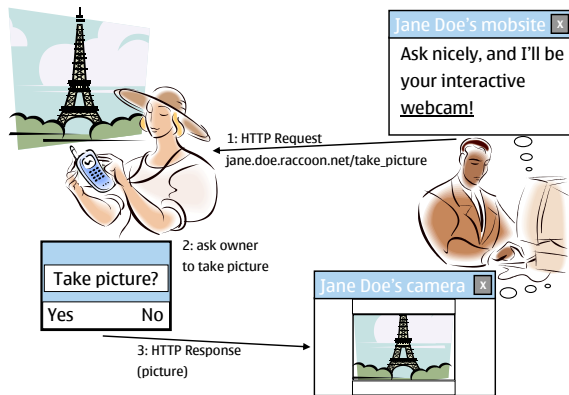 Jane Doe's mobsite x
Ask nicely, and I'll be
your interactive
webcam!
1: HTTP Request
jane.doe.raccoon.net/take_picture
2: ask owner
to take picture
Take picture?
Yes No
Jane Doe's camera x
3: HTTP Response
(picture)